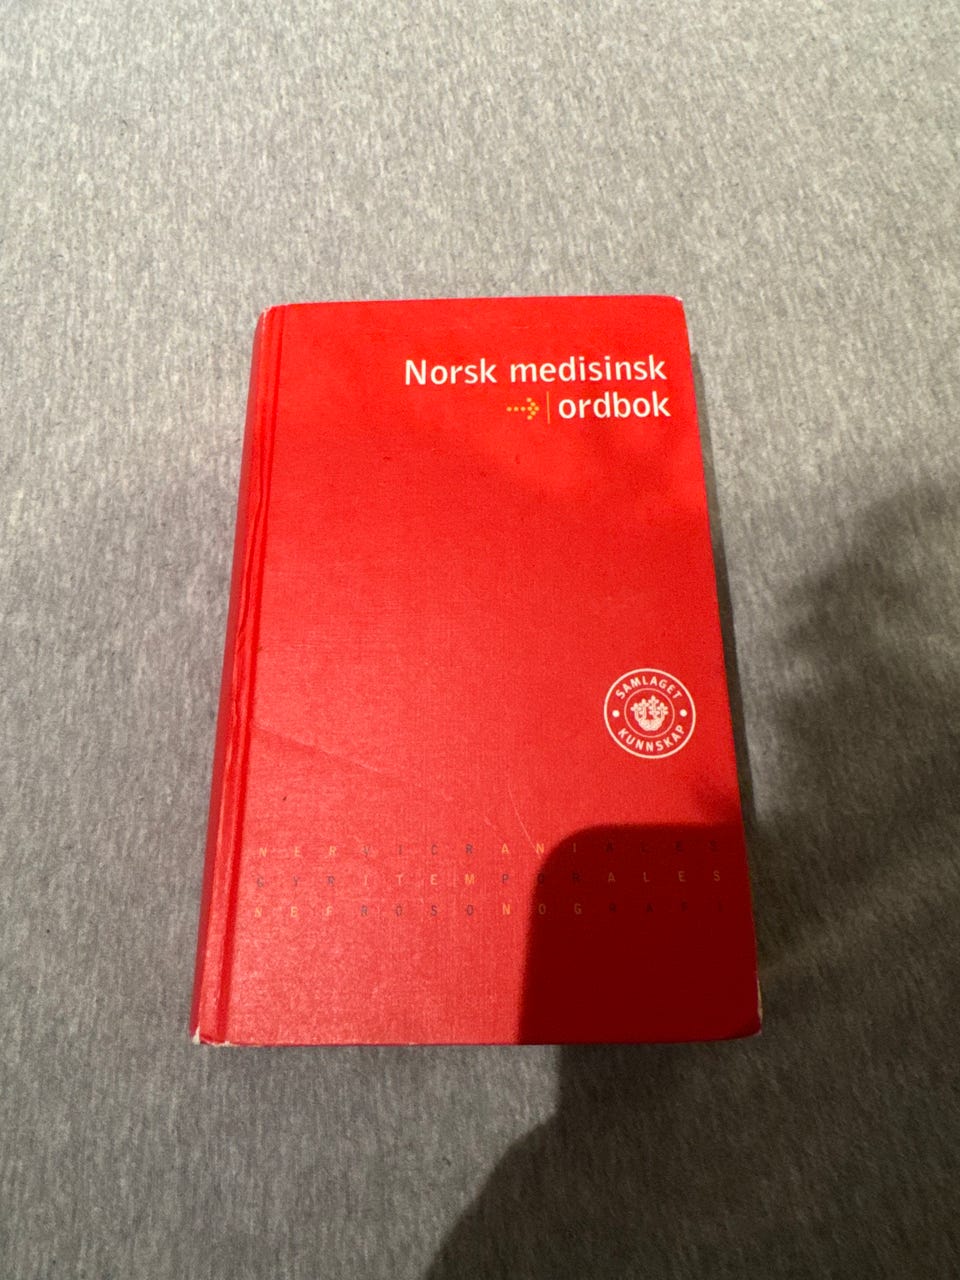 Norsk medisinsk
ordbok
SAMLAGET
KUNNSKAP
NERVICRANIALES
GYRITEMPORALES
NEFROSONOGRAFI